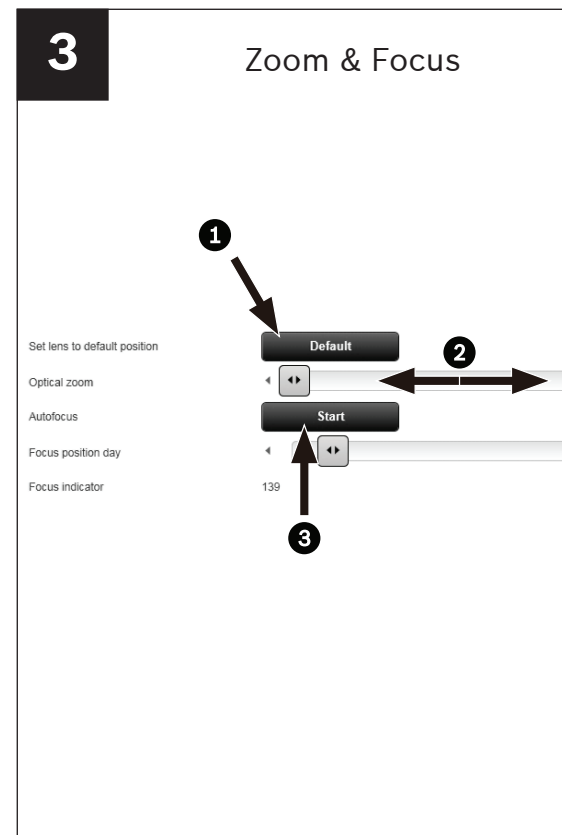 3
Zoom & Focus
1
Set lens to default position
Default
2
Optical zoom
Autofocus
Start
Focus position day
Focus indicator
139
3